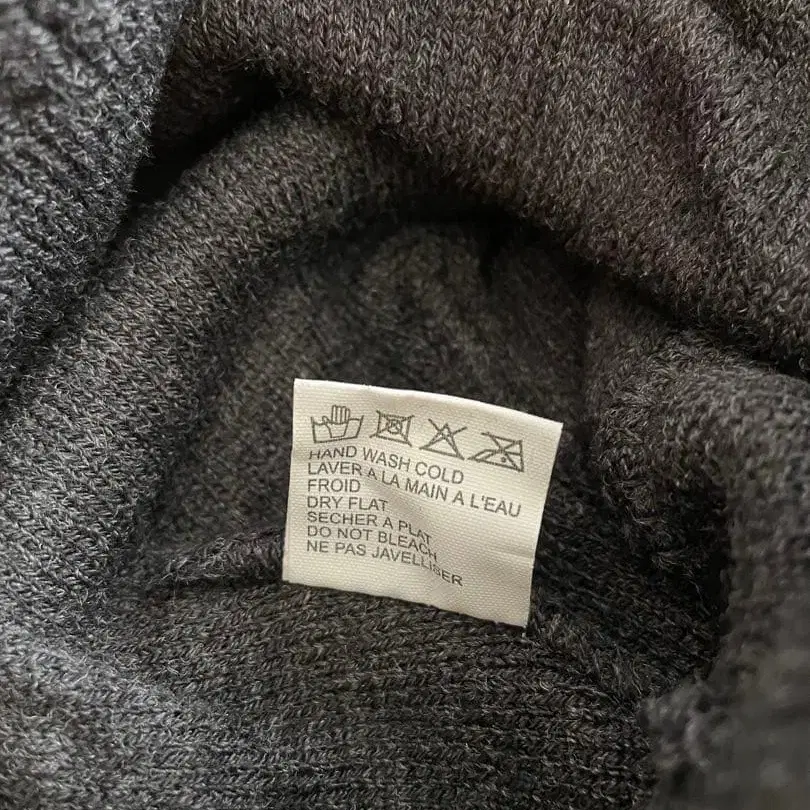 HAND WASH COLD
LAVER A LA MAIN A L'EAU
FROID
DRY FLAT
SECHER A PLAT
DO NOT BLEACH
NE PAS JAVELLISER